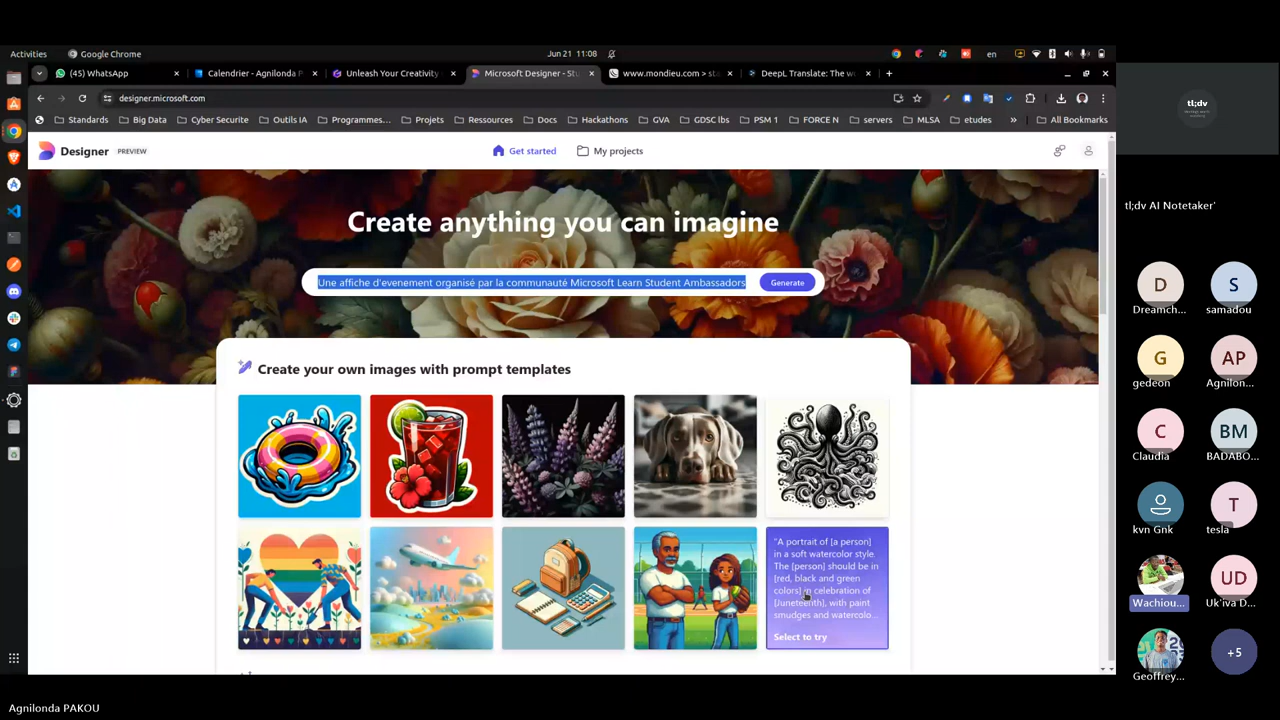 Activities
Google Chrome
Jun 21 11:08
en
(45) WhatsApp
Calendrier - Agnilonda P
Unleash Your Creativity
Microsoft Designer - Stu
www.mondieu.com > sta
DeepL Translate: The w
designer.microsoft.com
Standards
Big Data
Cyber Securite
Outils IA
Programmes...
Projets
Ressources
Docs
Hackathons
GVA
GDSC lbs
PSM 1
FORCE N
servers
MLSA
etudes
»
All Bookmarks
Designer
PREVIEW
Get started
My projects
Create anything you can imagine
Une affiche d'evenement organisé par la communauté Microsoft Learn Student Ambassadors
Generate
Create your own images with prompt templates
"A portrait of [a person]
in a soft watercolor style.
The [person] should be in
[red, black and green
colors] in celebration of
[Juneteenth], with paint
smudges and watercolo...
Select to try
tl;dv
tl;dv AI Notetaker'
D
Dreamch...
S
samadou
G
gedeon
AP
Agnilon...
C
Claudia
BM
BADABO...
kvn Gnk
T
tesla
Wachiou...
UD
Uk'iva D...
Geoffrey...
+5
Agnilonda PAKOU